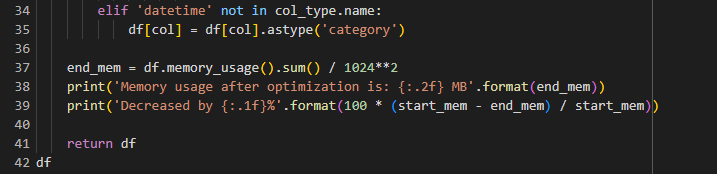 34 elif 'datetime' not in col_type.name:
35 df[col] = df[col].astype('category')
36
37 end_mem = df.memory_usage().sum() / 1024**2
38 print('Memory usage after optimization is: {:.2f} MB'.format(end_mem))
39 print('Decreased by {:.1f}%'.format(100 * (start_mem - end_mem) / start_mem))
40
41 return df
42 df